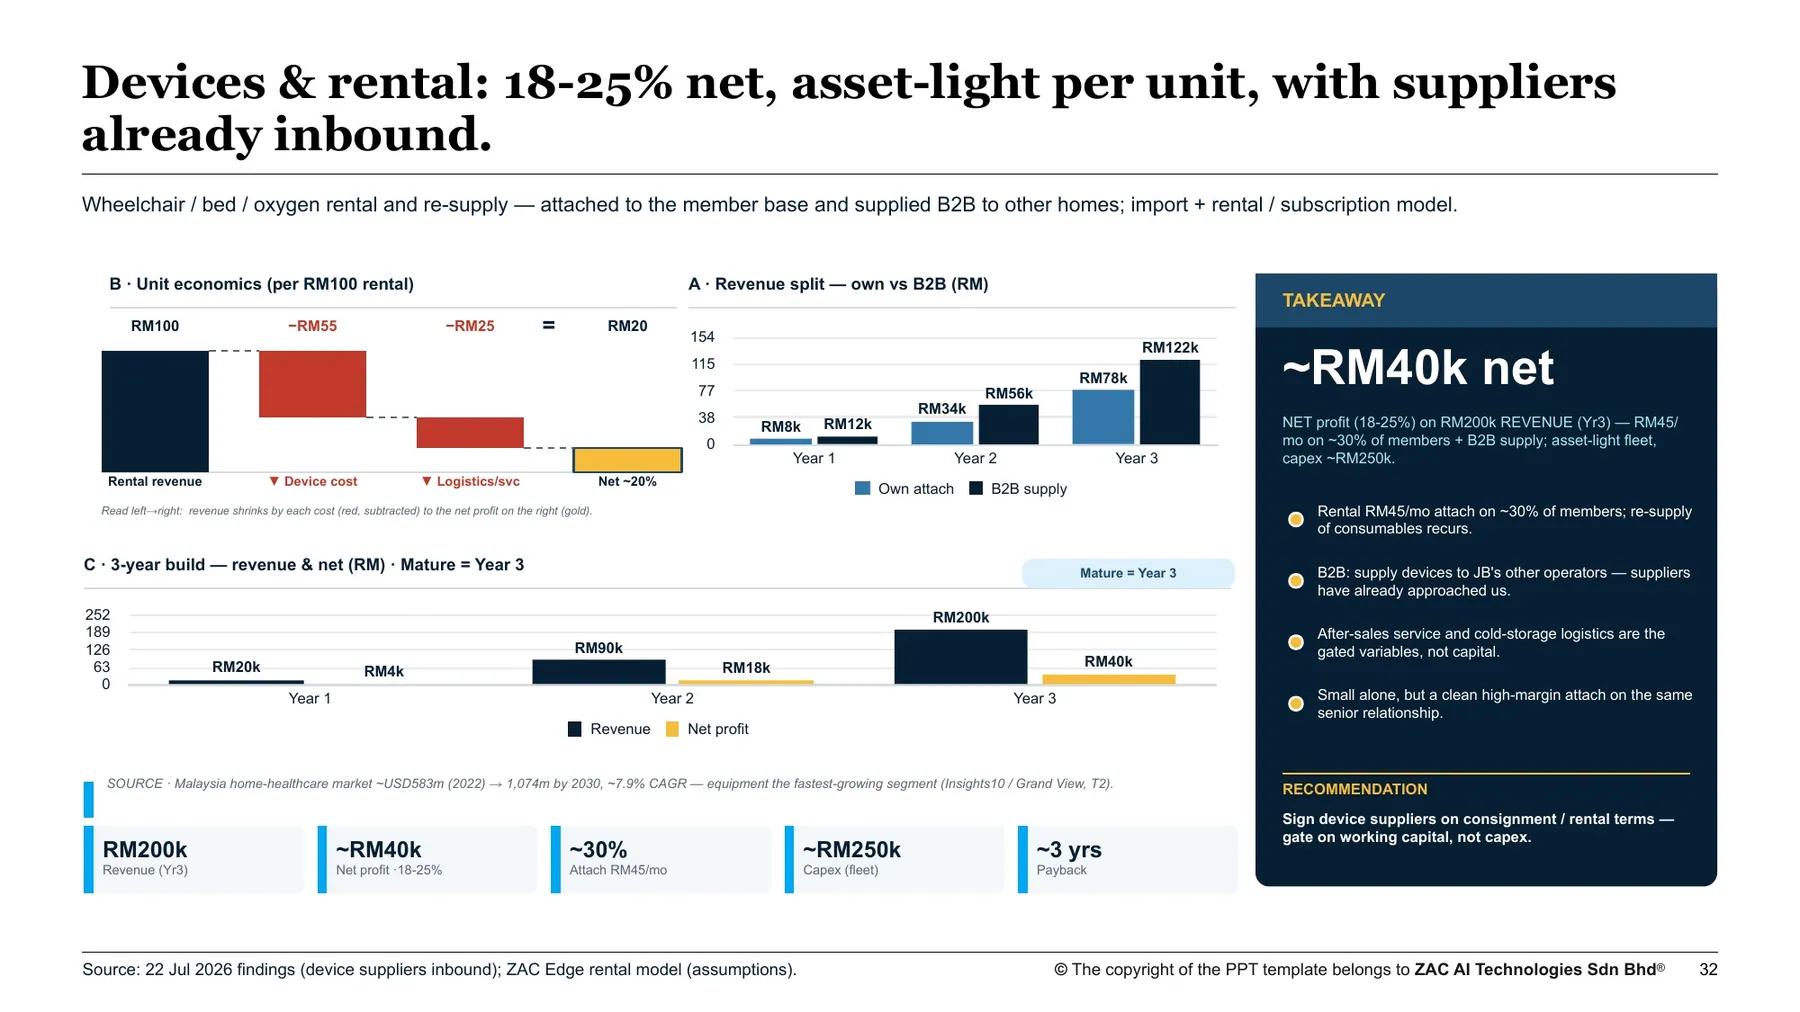 Devices & rental: 18-25% net, asset-light per unit, with suppliers
already inbound.
Wheelchair / bed / oxygen rental and re-supply — attached to the member base and supplied B2B to other homes; import + rental / subscription model.
B · Unit economics (per RM100 rental)
RM100 −RM55 −RM25 = RM20
Rental revenue ▼ Device cost ▼ Logistics/svc Net ~20%
Read left→right: revenue shrinks by each cost (red, subtracted) to the net profit on the right (gold).
A · Revenue split — own vs B2B (RM)
154
115
77
38
0
RM8k RM12k RM34k RM56k RM78k RM122k
Year 1 Year 2 Year 3
Own attach B2B supply
C · 3-year build — revenue & net (RM) · Mature = Year 3
Mature = Year 3
252
189
126
63
0
RM20k RM4k RM90k RM18k RM200k RM40k
Year 1 Year 2 Year 3
Revenue Net profit
SOURCE · Malaysia home-healthcare market ~USD583m (2022) → 1,074m by 2030, ~7.9% CAGR — equipment the fastest-growing segment (Insights10 / Grand View, T2).
RM200k
Revenue (Yr3)
~RM40k
Net profit ·18-25%
~30%
Attach RM45/mo
~RM250k
Capex (fleet)
~3 yrs
Payback
TAKEAWAY
~RM40k net
NET profit (18-25%) on RM200k REVENUE (Yr3) — RM45/
mo on ~30% of members + B2B supply; asset-light fleet,
capex ~RM250k.
Rental RM45/mo attach on ~30% of members; re-supply
of consumables recurs.
B2B: supply devices to JB's other operators — suppliers
have already approached us.
After-sales service and cold-storage logistics are the
gated variables, not capital.
Small alone, but a clean high-margin attach on the same
senior relationship.
RECOMMENDATION
Sign device suppliers on consignment / rental terms —
gate on working capital, not capex.
Source: 22 Jul 2026 findings (device suppliers inbound); ZAC Edge rental model (assumptions).
© The copyright of the PPT template belongs to ZAC AI Technologies Sdn Bhd® 32